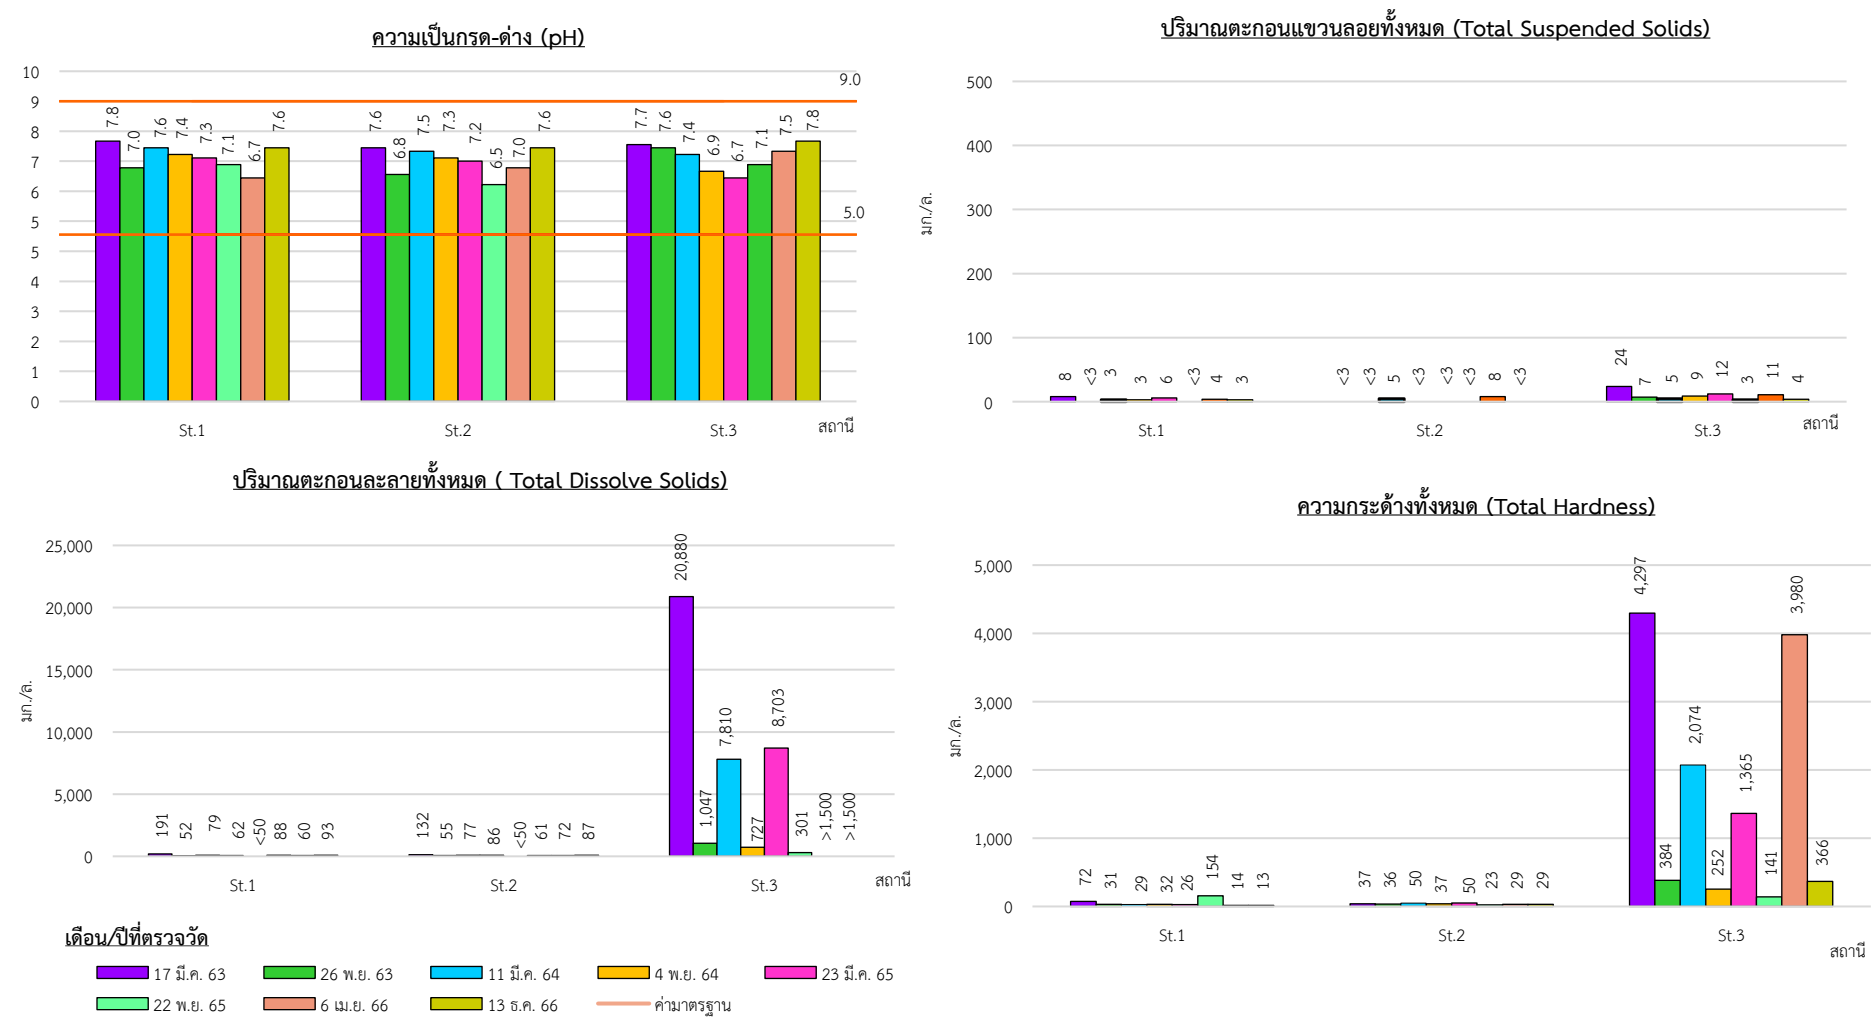 ความเป็นกรด-ด่าง (pH)
10
9
8
7
6
5
5
4
3
2
1
0
9.0
5.0
7.8 7.0 7.6 7.4 7.3 7.1 6.7 7.6
7.6 6.8 7.5 7.3 7.2 6.5 7.0 7.6
7.7 7.6 7.4 6.9 6.7 7.1 7.5 7.8
St.1 St.2 St.3 สถานี
ปริมาณตะกอนแขวนลอยทั้งหมด (Total Suspended Solids)
มก./ล.
500
400
300
200
100
0
8 <3 3 3 6 <3 4 3
<3 <3 5 <3 <3 <3 8 <3
24 7 5 9 12 3 11 4
St.1 St.2 St.3 สถานี
ปริมาณตะกอนละลายทั้งหมด ( Total Dissolve Solids)
มก./ล.
25,000
20,000
15,000
10,000
5,000
0
191 52 79 62 <50 88 60 93
132 55 77 86 <50 61 72 87
20,880 1,047 7,810 727 8,703 301 >1,500 >1,500
St.1 St.2 St.3 สถานี
ความกระด้างทั้งหมด (Total Hardness)
มก./ล.
5,000
4,000
3,000
2,000
1,000
0
72 31 29 32 26 154 14 13
37 36 50 37 50 23 29 29
4,297 384 2,074 252 1,365 141 3,980 366
St.1 St.2 St.3 สถานี
เดือน/ปีที่ตรวจวัด
17 มี.ค. 63 26 พ.ย. 63 11 มี.ค. 64 4 พ.ย. 64 23 มี.ค. 65
22 พ.ย. 65 6 เม.ย. 66 13 ธ.ค. 66 ค่ามาตรฐาน